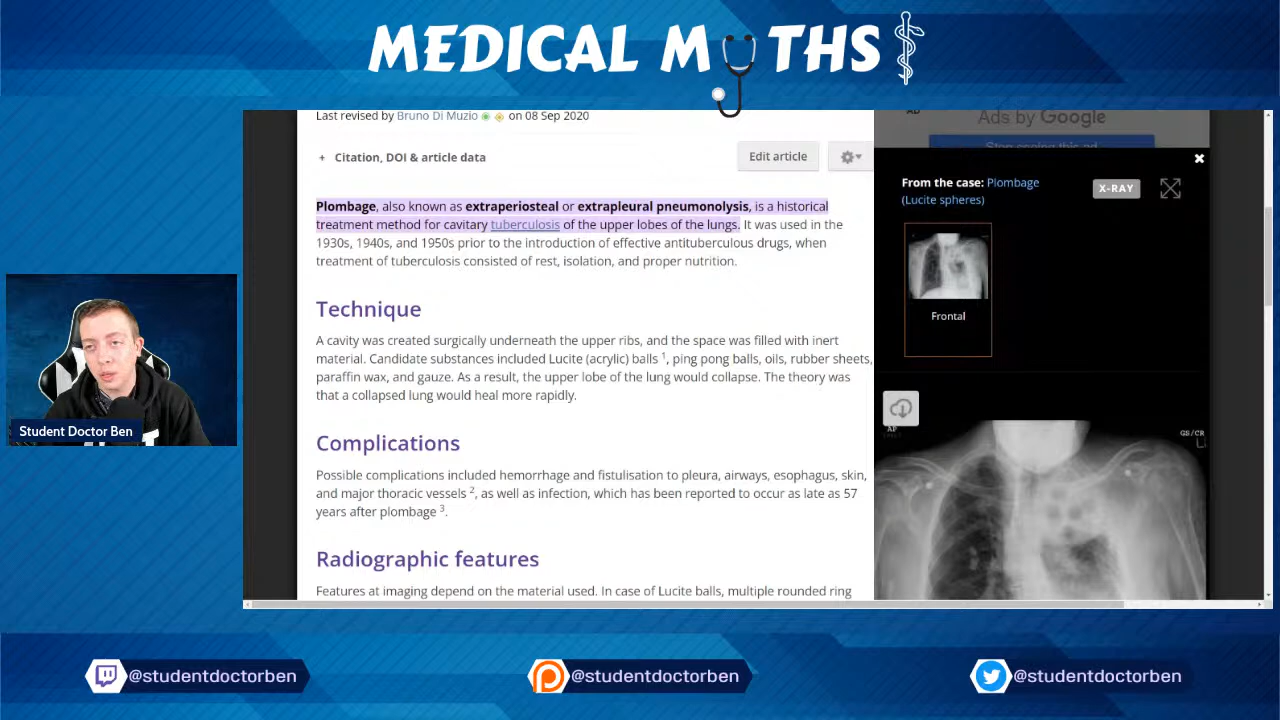 MEDICAL MYTHS
Last revised by Bruno Di Muzio on 08 Sep 2020
+ Citation, DOI & article data
Edit article
Plombage, also known as extraperiosteal or extrapleural pneumonolysis, is a historical
treatment method for cavitary tuberculosis of the upper lobes of the lungs. It was used in the
1930s, 1940s, and 1950s prior to the introduction of effective antituberculous drugs, when
treatment of tuberculosis consisted of rest, isolation, and proper nutrition.
Technique
A cavity was created surgically underneath the upper ribs, and the space was filled with inert
material. Candidate substances included Lucite (acrylic) balls 1, ping pong balls, oils, rubber sheets,
paraffin wax, and gauze. As a result, the upper lobe of the lung would collapse. The theory was
that a collapsed lung would heal more rapidly.
Complications
Possible complications included hemorrhage and fistulisation to pleura, airways, esophagus, skin,
and major thoracic vessels 2, as well as infection, which has been reported to occur as late as 57
years after plombage 3.
Radiographic features
Features at imaging depend on the material used. In case of Lucite balls, multiple rounded ring
AD
Ads by Google
Stop seeing this ad
From the case: Plombage
(Lucite spheres)
X-RAY
Frontal
AP
GS/CR
Student Doctor Ben
@studentdoctorben
@studentdoctorben
@studentdoctorben